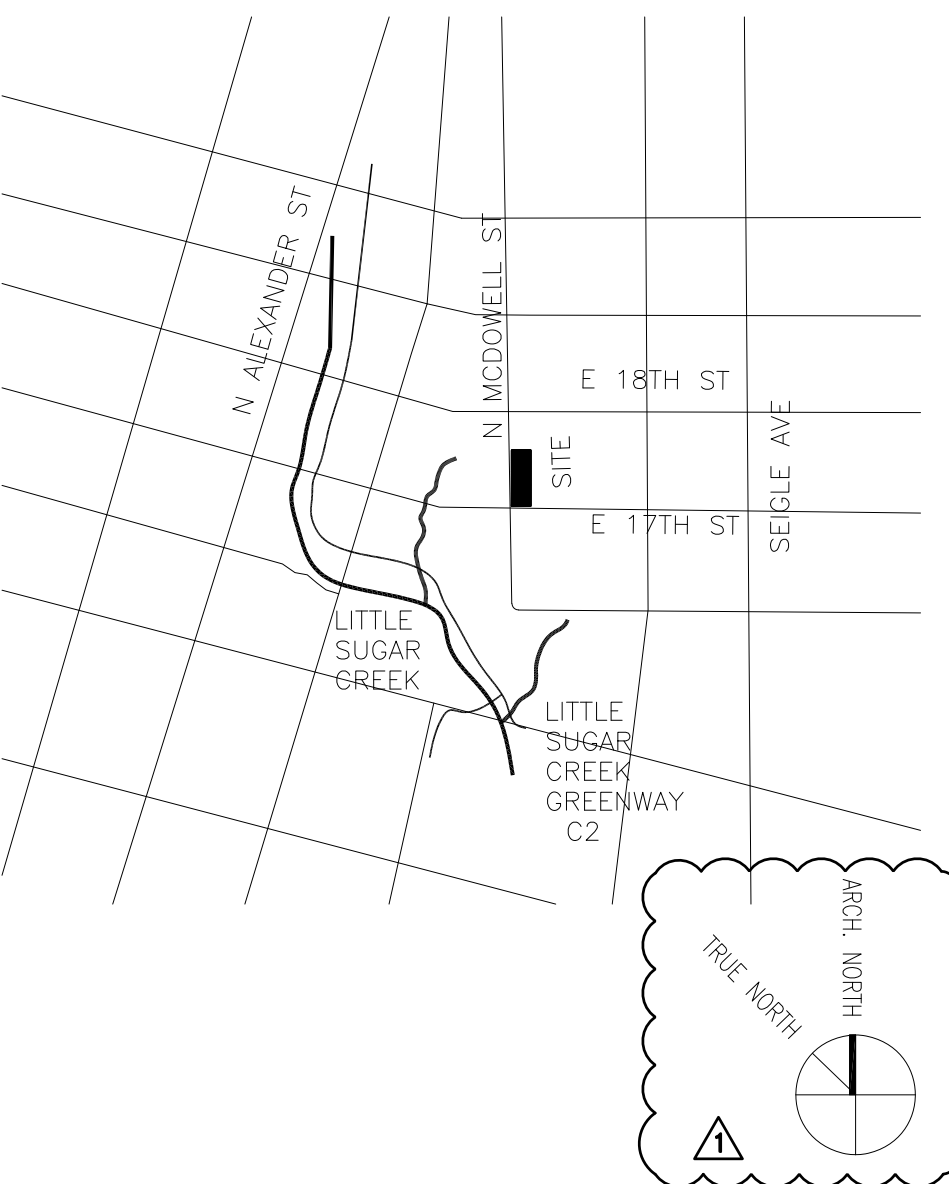 N ALEXANDER ST
N MCDOWELL ST
E 18TH ST
SITE
SEIGLE AVE
E 17TH ST
LITTLE
SUGAR
CREEK
LITTLE
SUGAR
CREEK
GREENWAY
C2
ARCH. NORTH
TRUE NORTH
1